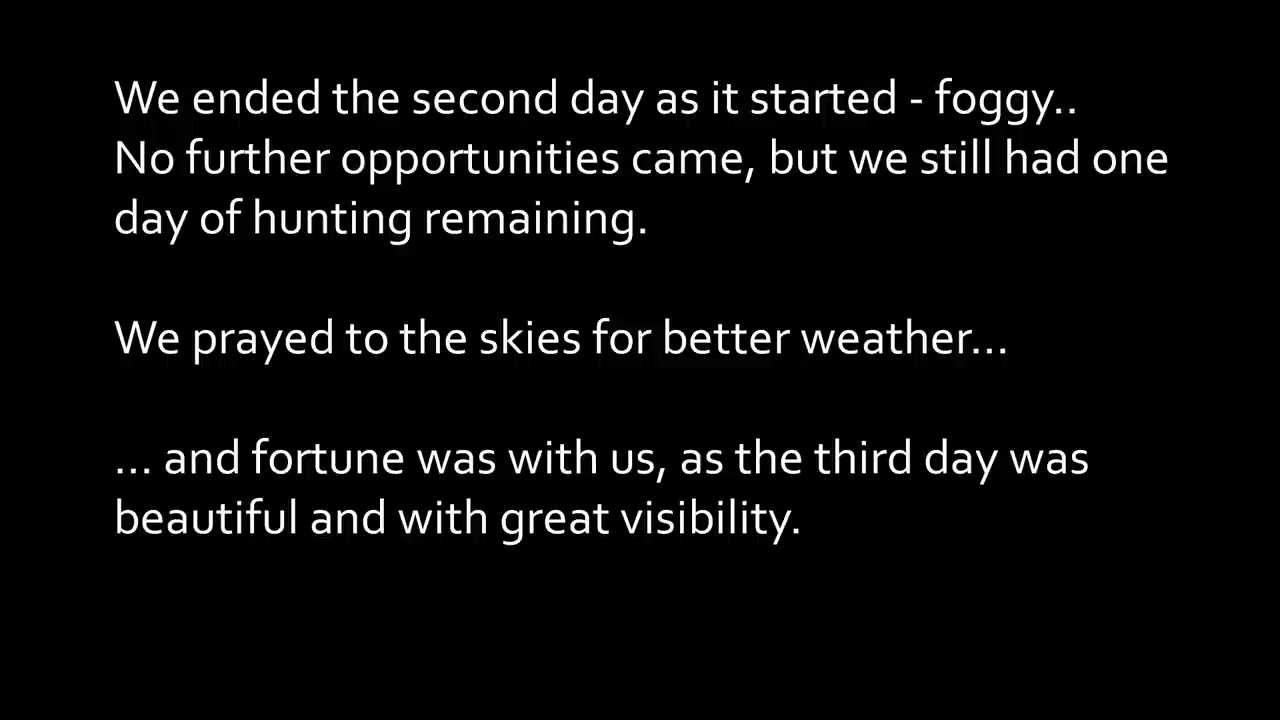 We ended the second day as it started - foggy..
No further opportunities came, but we still had one
day of hunting remaining.
We prayed to the skies for better weather...
... and fortune was with us, as the third day was
beautiful and with great visibility.